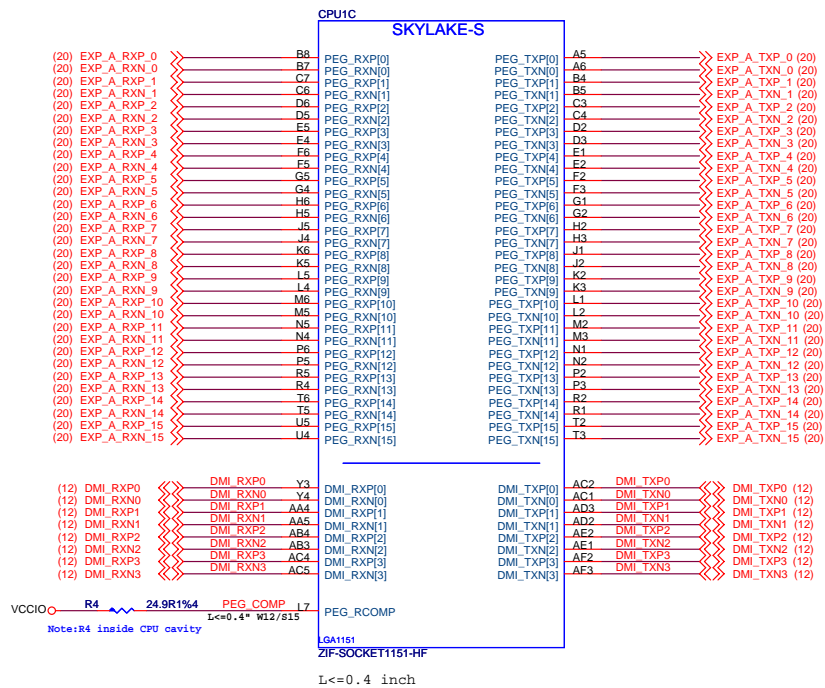 CPU1C
SKYLAKE-S
(20) EXP_A_RXP_0 B8 PEG_RXP[0] PEG_TXP[0] A5 EXP_A_TXP_0 (20)
(20) EXP_A_RXN_0 B7 PEG_RXN[0] PEG_TXN[0] A6 EXP_A_TXN_0 (20)
(20) EXP_A_RXP_1 C7 PEG_RXP[1] PEG_TXP[1] B4 EXP_A_TXP_1 (20)
(20) EXP_A_RXN_1 C6 PEG_RXN[1] PEG_TXN[1] B5 EXP_A_TXN_1 (20)
(20) EXP_A_RXP_2 D6 PEG_RXP[2] PEG_TXP[2] C3 EXP_A_TXP_2 (20)
(20) EXP_A_RXN_2 D5 PEG_RXN[2] PEG_TXN[2] C4 EXP_A_TXN_2 (20)
(20) EXP_A_RXP_3 E5 PEG_RXP[3] PEG_TXP[3] D2 EXP_A_TXP_3 (20)
(20) EXP_A_RXN_3 E4 PEG_RXN[3] PEG_TXN[3] D3 EXP_A_TXN_3 (20)
(20) EXP_A_RXP_4 F6 PEG_RXP[4] PEG_TXP[4] E1 EXP_A_TXP_4 (20)
(20) EXP_A_RXN_4 F5 PEG_RXN[4] PEG_TXN[4] E2 EXP_A_TXN_4 (20)
(20) EXP_A_RXP_5 G5 PEG_RXP[5] PEG_TXP[5] F2 EXP_A_TXP_5 (20)
(20) EXP_A_RXN_5 G4 PEG_RXN[5] PEG_TXN[5] F3 EXP_A_TXN_5 (20)
(20) EXP_A_RXP_6 H6 PEG_RXP[6] PEG_TXP[6] G1 EXP_A_TXP_6 (20)
(20) EXP_A_RXN_6 H5 PEG_RXN[6] PEG_TXN[6] G2 EXP_A_TXN_6 (20)
(20) EXP_A_RXP_7 J5 PEG_RXP[7] PEG_TXP[7] H2 EXP_A_TXP_7 (20)
(20) EXP_A_RXN_7 J4 PEG_RXN[7] PEG_TXN[7] H3 EXP_A_TXN_7 (20)
(20) EXP_A_RXP_8 K6 PEG_RXP[8] PEG_TXP[8] J1 EXP_A_TXP_8 (20)
(20) EXP_A_RXN_8 K5 PEG_RXN[8] PEG_TXN[8] J2 EXP_A_TXN_8 (20)
(20) EXP_A_RXP_9 L5 PEG_RXP[9] PEG_TXP[9] K2 EXP_A_TXP_9 (20)
(20) EXP_A_RXN_9 L4 PEG_RXN[9] PEG_TXN[9] K3 EXP_A_TXN_9 (20)
(20) EXP_A_RXP_10 M6 PEG_RXP[10] PEG_TXP[10] L1 EXP_A_TXP_10 (20)
(20) EXP_A_RXN_10 M5 PEG_RXN[10] PEG_TXN[10] L2 EXP_A_TXN_10 (20)
(20) EXP_A_RXP_11 N5 PEG_RXP[11] PEG_TXP[11] M2 EXP_A_TXP_11 (20)
(20) EXP_A_RXN_11 N4 PEG_RXN[11] PEG_TXN[11] M3 EXP_A_TXN_11 (20)
(20) EXP_A_RXP_12 P6 PEG_RXP[12] PEG_TXP[12] N1 EXP_A_TXP_12 (20)
(20) EXP_A_RXN_12 P5 PEG_RXN[12] PEG_TXN[12] N2 EXP_A_TXN_12 (20)
(20) EXP_A_RXP_13 R5 PEG_RXP[13] PEG_TXP[13] P2 EXP_A_TXP_13 (20)
(20) EXP_A_RXN_13 R4 PEG_RXN[13] PEG_TXN[13] P3 EXP_A_TXN_13 (20)
(20) EXP_A_RXP_14 T6 PEG_RXP[14] PEG_TXP[14] R2 EXP_A_TXP_14 (20)
(20) EXP_A_RXN_14 T5 PEG_RXN[14] PEG_TXN[14] R1 EXP_A_TXN_14 (20)
(20) EXP_A_RXP_15 U5 PEG_RXP[15] PEG_TXP[15] T2 EXP_A_TXP_15 (20)
(20) EXP_A_RXN_15 U4 PEG_RXN[15] PEG_TXN[15] T3 EXP_A_TXN_15 (20)
(12) DMI_RXP0 DMI_RXP0 Y3 DMI_RXP[0] DMI_TXP[0] AC2 DMI_TXP0 DMI_TXP0 (12)
(12) DMI_RXN0 DMI_RXN0 Y4 DMI_RXN[0] DMI_TXN[0] AC1 DMI_TXN0 DMI_TXN0 (12)
(12) DMI_RXP1 DMI_RXP1 AA4 DMI_RXP[1] DMI_TXP[1] AD3 DMI_TXP1 DMI_TXP1 (12)
(12) DMI_RXN1 DMI_RXN1 AA5 DMI_RXN[1] DMI_TXN[1] AD2 DMI_TXN1 DMI_TXN1 (12)
(12) DMI_RXP2 DMI_RXP2 AB4 DMI_RXP[2] DMI_TXP[2] AE2 DMI_TXP2 DMI_TXP2 (12)
(12) DMI_RXN2 DMI_RXN2 AB3 DMI_RXN[2] DMI_TXN[2] AE1 DMI_TXN2 DMI_TXN2 (12)
(12) DMI_RXP3 DMI_RXP3 AC4 DMI_RXP[3] DMI_TXP[3] AF2 DMI_TXP3 DMI_TXP3 (12)
(12) DMI_RXN3 DMI_RXN3 AC5 DMI_RXN[3] DMI_TXN[3] AF3 DMI_TXN3 DMI_TXN3 (12)
VCCIO R4 24.9R1%4 PEG_COMP L7 PEG_RCOMP
L<=0.4" W12/S15
Note:R4 inside CPU cavity
LGA1151
ZIF-SOCKET1151-HF
L<=0.4 inch